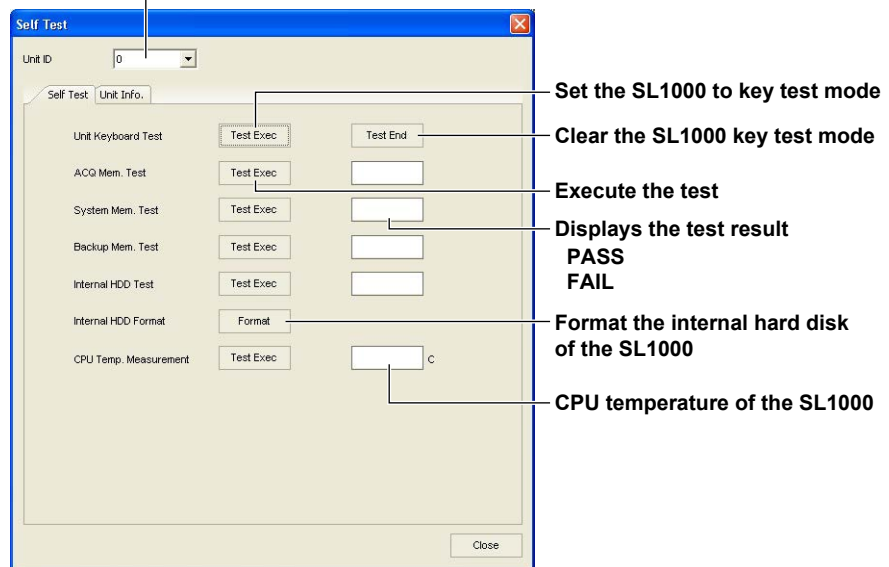 Self Test
Unit ID 0
Self Test Unit Info.
Set the SL1000 to key test mode
Unit Keyboard Test Test Exec Test End Clear the SL1000 key test mode
ACQ Mem. Test Test Exec
Execute the test
System Mem. Test Test Exec
Displays the test result
PASS
Backup Mem. Test Test Exec
FAIL
Internal HDD Test Test Exec
Internal HDD Format Format Format the internal hard disk
of the SL1000
CPU Temp. Measurement Test Exec C
CPU temperature of the SL1000
Close